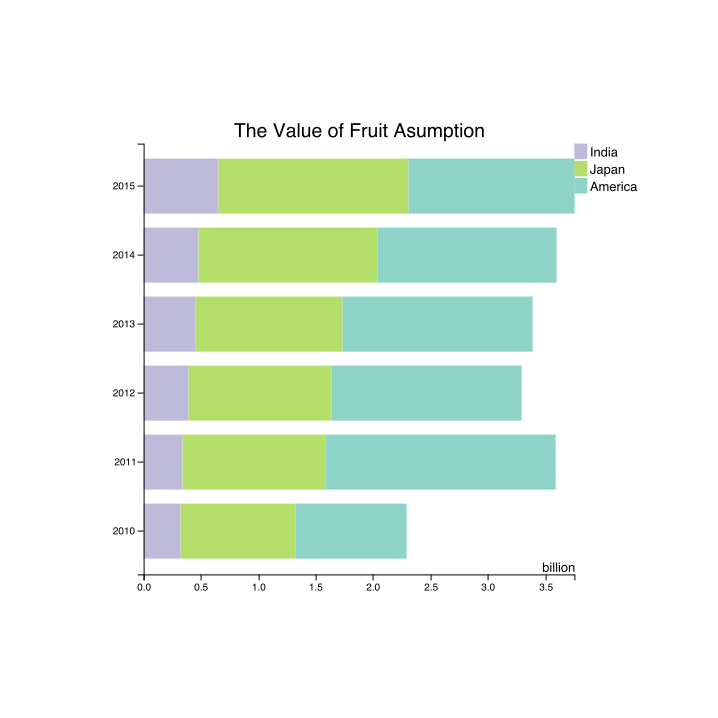 The Value of Fruit Asumption
India
Japan
America
2015
2014
2013
2012
2011
2010
billion
0.0 0.5 1.0 1.5 2.0 2.5 3.0 3.5